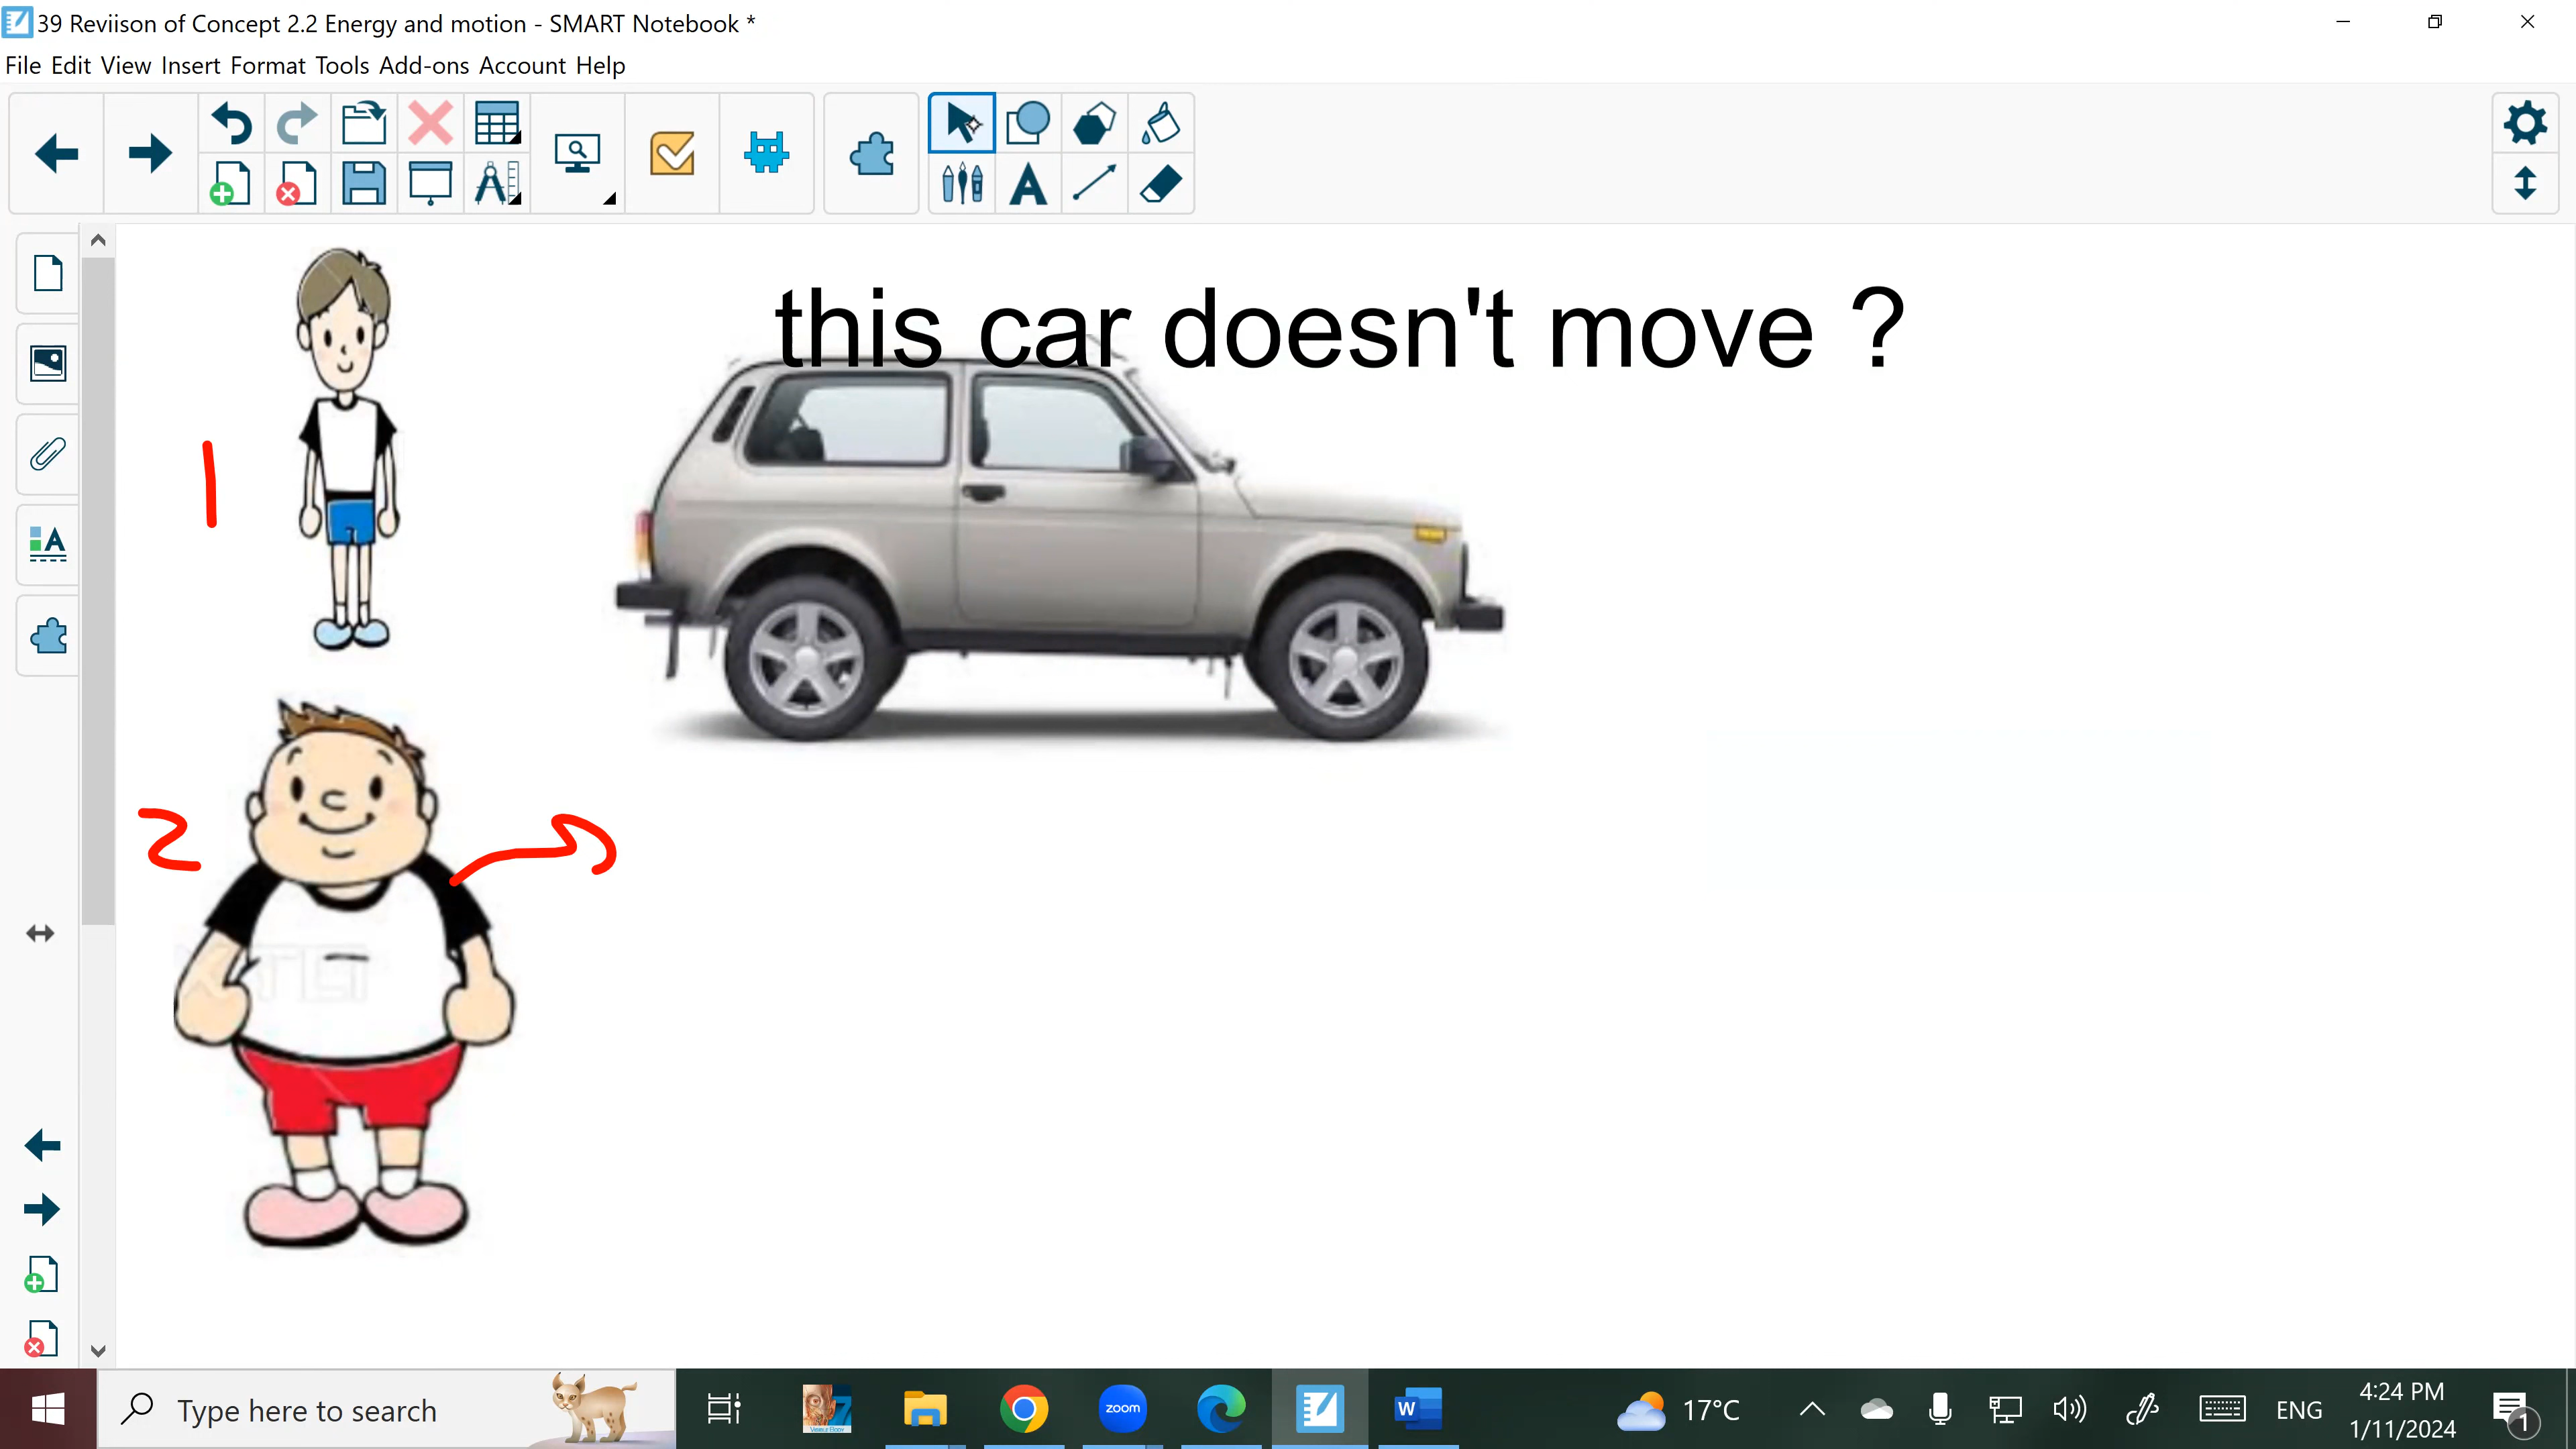 39 Reviison of Concept 2.2 Energy and motion - SMART Notebook *
File Edit View Insert Format Tools Add-ons Account Help
this car doesn't move ?
1
2
Type here to search
zoom
W
17°C
ENG
4:24 PM
1/11/2024
1